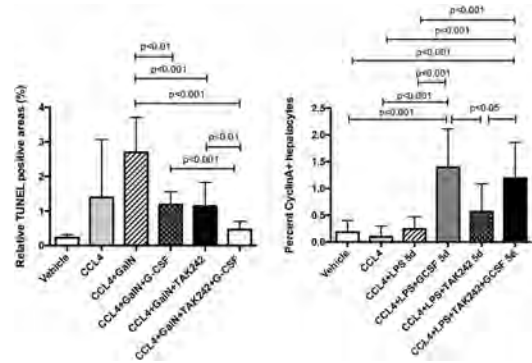 p<0.01
p<0.001
p<0.001
p<0.01
p<0.001
Relative TUNEL positive areas (%)
4
3
2
1
0
Vehicle
CCL4
CCL4+GalN
CCL4+GalN+G-CSF
CCL4+GalN+TAK242
CCL4+GalN+TAK242+G-CSF
p<0.001
p<0.001
p<0.001
p<0.001
p<0.001
p<0.05
Percent CyclinA+ hepatocytes
2.5
2.0
1.5
1.0
0.5
0.0
Vehicle
CCL4
CCL4+LPS 5d
CCL4+LPS+GCSF 5d
CCL4+LPS+TAK242 5d
CCL4+LPS+TAK242+GCSF 5d